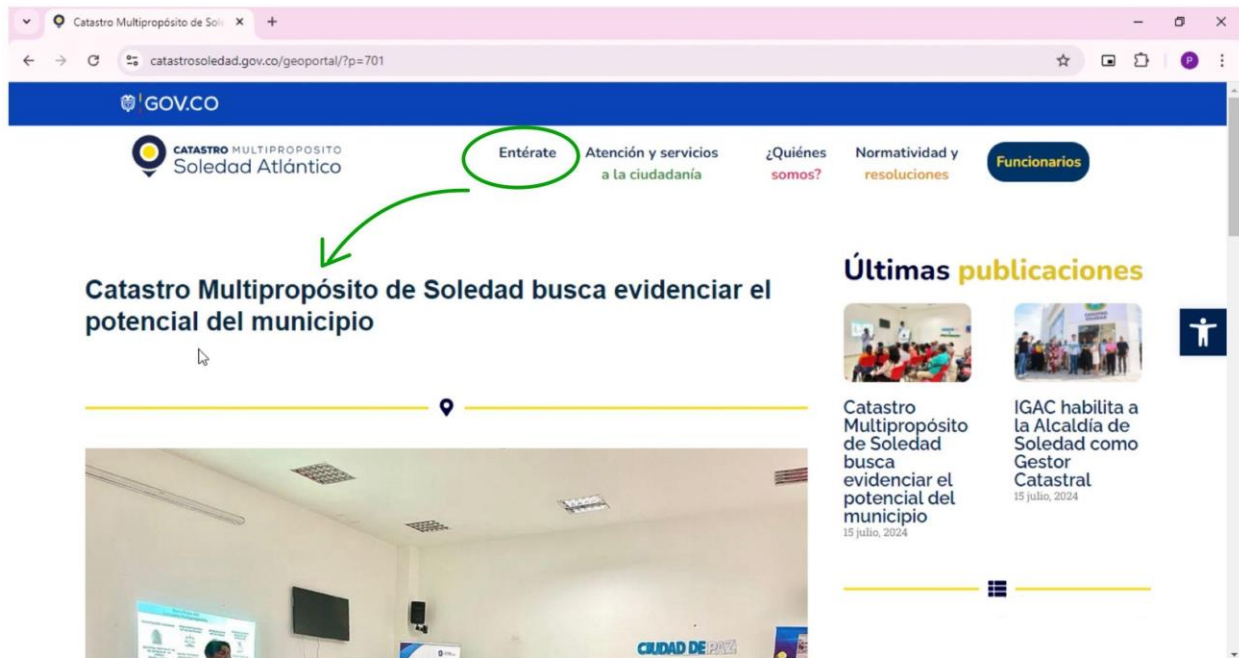 Catastro Multipropósito de Sole
catastrosoledad.gov.co/geoportal/?p=701
P
GOV.CO
CATASTRO MULTIPROPOSITO
Soledad Atlántico
Entérate
Atención y servicios
a la ciudadanía
¿Quiénes
somos?
Normatividad y
resoluciones
Funcionarios
Catastro Multipropósito de Soledad busca evidenciar el
potencial del municipio
Últimas publicaciones
Catastro
Multipropósito
de Soledad
busca
evidenciar el
potencial del
municipio
15 julio, 2024
IGAC habilita a
la Alcaldía de
Soledad como
Gestor
Catastral
15 julio, 2024
CIUDAD DE PAZ